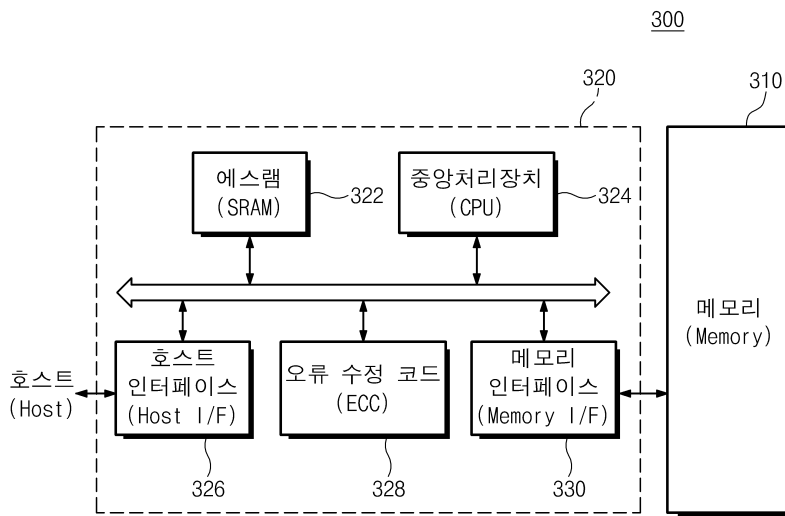 300
320
310
에스램
(SRAM)
322
중앙처리장치
(CPU)
324
메모리
(Memory)
호스트
(Host)
호스트
인터페이스
(Host I/F)
326
오류 수정 코드
(ECC)
328
메모리
인터페이스
(Memory I/F)
330